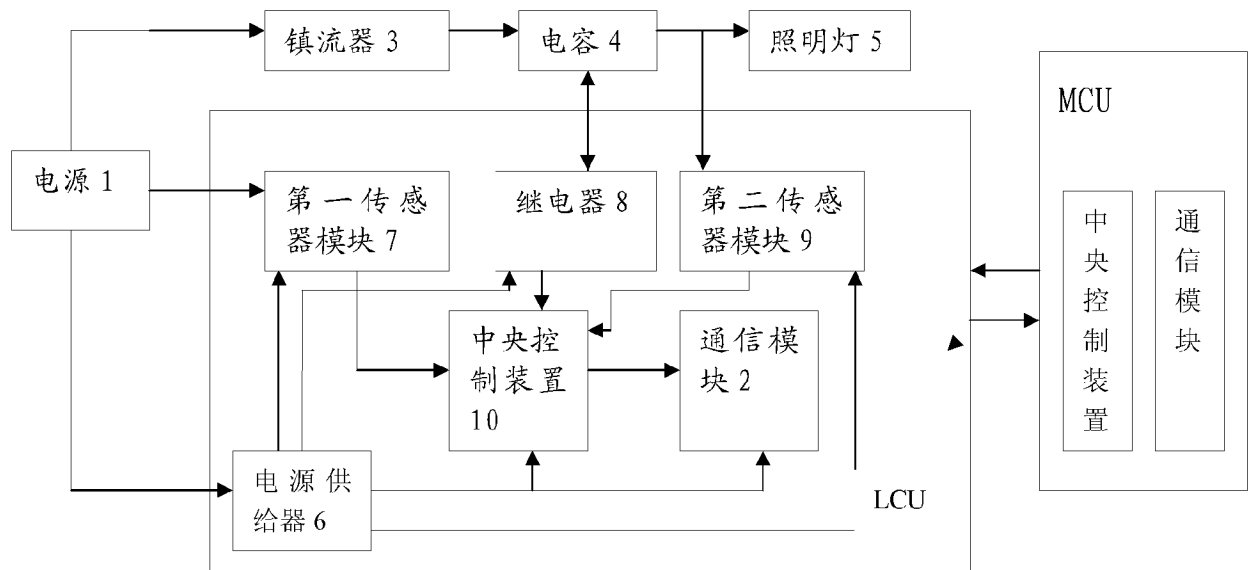 镇流器 3
电容 4
照明灯 5
MCU
电源 1
第一传感
器模块 7
继电器 8
第二传感
器模块 9
中央控制装置
通信模块
中央控
制装置
10
通信模
块 2
电源供
给器 6
LCU